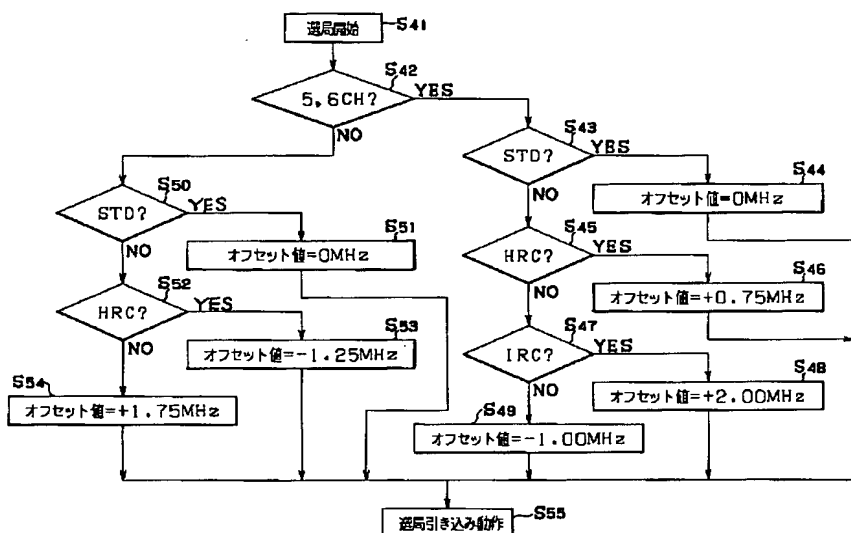 選局開始 S41
S42
5,6CH? YES
NO
S43
STD? YES
NO
S44
オフセット値=0MHz
S50
STD? YES
NO
S51
オフセット値=0MHz
S45
HRC? YES
NO
S46
オフセット値=+0.75MHz
S52
HRC? YES
NO
S53
オフセット値=-1.25MHz
S47
IRC? YES
NO
S48
オフセット値=+2.00MHz
S54
オフセット値=+1.75MHz
S49
オフセット値=-1.00MHz
選局引き込み動作 S55